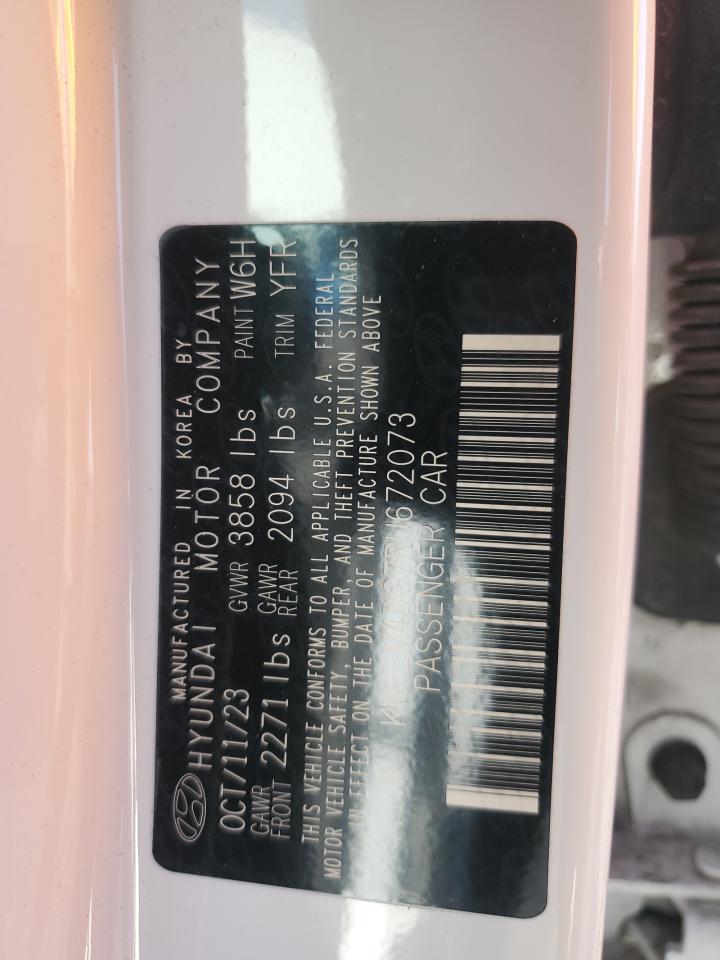 MANUFACTURED IN KOREA BY
HYUNDAI MOTOR COMPANY
OCT/11/23 GVWR 3858 lbs PAINT W6H
GAWR FRONT 2271 lbs GAWR REAR 2094 lbs TRIM YFR
THIS VEHICLE CONFORMS TO ALL APPLICABLE U.S.A. FEDERAL
MOTOR VEHICLE SAFETY, BUMPER AND THEFT PREVENTION STANDARDS
IN EFFECT ON THE DATE OF MANUFACTURE SHOWN ABOVE
PASSENGER CAR